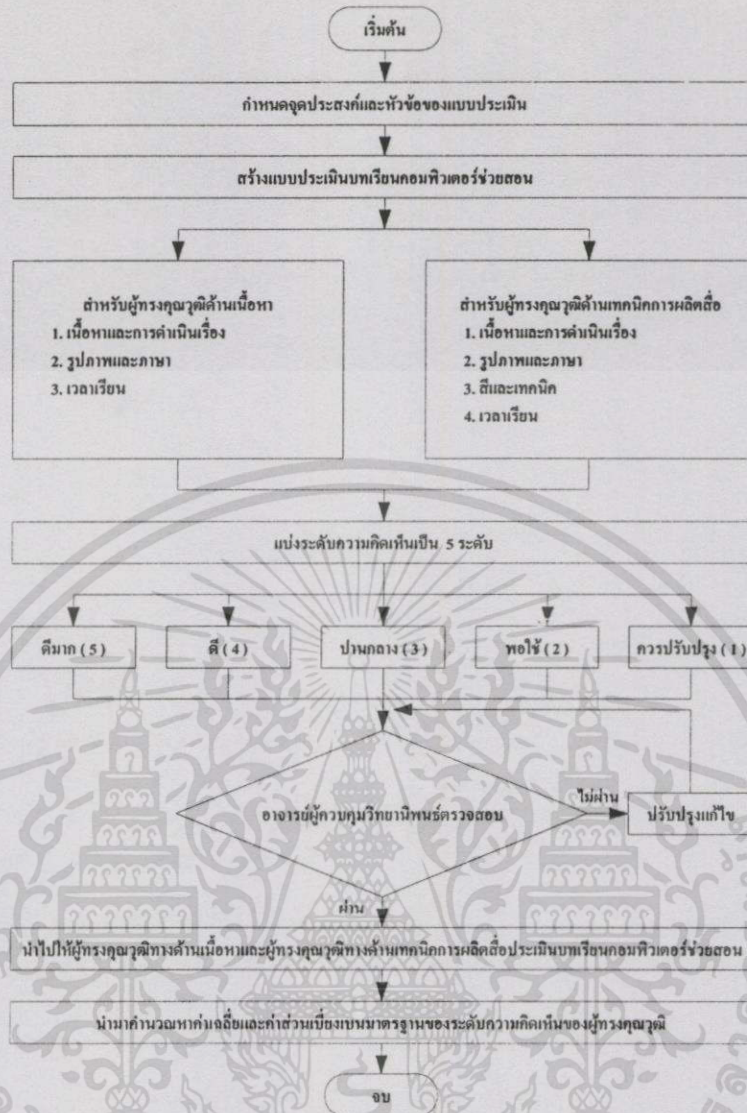 เริ่มต้น
กำหนดจุดประสงค์และหัวข้อของแบบประเมิน
สร้างแบบประเมินบทเรียนคอมพิวเตอร์ช่วยสอน
สำหรับผู้ทรงคุณวุฒิด้านเนื้อหา
1. เนื้อหาและการดำเนินเรื่อง
2. รูปภาพและภาษา
3. เวลาเรียน
สำหรับผู้ทรงคุณวุฒิด้านเทคนิคการผลิตสื่อ
1. เนื้อหาและการดำเนินเรื่อง
2. รูปภาพและภาษา
3. สีและเทคนิค
4. เวลาเรียน
แบ่งระดับความคิดเห็นเป็น 5 ระดับ
ดีมาก ( 5 )
ดี ( 4 )
ปานกลาง ( 3 )
พอใช้ ( 2 )
ควรปรับปรุง ( 1 )
อาจารย์ผู้ควบคุมวิทยานิพนธ์ตรวจสอบ
ไม่ผ่าน
ปรับปรุงแก้ไข
ผ่าน
นำไปให้ผู้ทรงคุณวุฒิทางด้านเนื้อหาและผู้ทรงคุณวุฒิทางด้านเทคนิคการผลิตสื่อประเมินบทเรียนคอมพิวเตอร์ช่วยสอน
นำมาคำนวณหาค่าเฉลี่ยและค่าส่วนเบี่ยงเบนมาตรฐานของระดับความคิดเห็นของผู้ทรงคุณวุฒิ
จบ